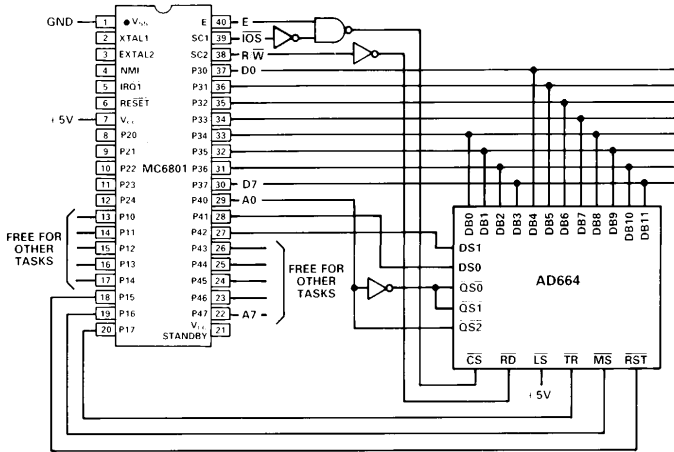 GND 1 V_SS 40 E E
2 XTAL1 SC1 39 IOS
3 EXTAL2 SC2 38 R W
4 NMI P30 37 D0
5 IRQ1 P31 36
6 RESET P32 35
+5V 7 V_CC P33 34
8 P20 P34 33
9 P21 P35 32
10 P22 MC6801 P36 31
11 P23 P37 30 D7
12 P24 P40 29 A0
13 P10 P41 28
14 P11 P42 27
15 P12 P43 26
16 P13 P44 25
17 P14 P45 24
18 P15 P46 23
19 P16 P47 22 A7
20 P17 V_CC STANDBY 21
FREE FOR
OTHER
TASKS
FREE FOR
OTHER
TASKS
DB0 DB1 DB2 DB3 DB4 DB5 DB6 DB7 DB8 DB9 DB10 DB11
DS1
DS0
QS0
QS1
QS2
AD664
CS RD LS TR MS RST
+5V